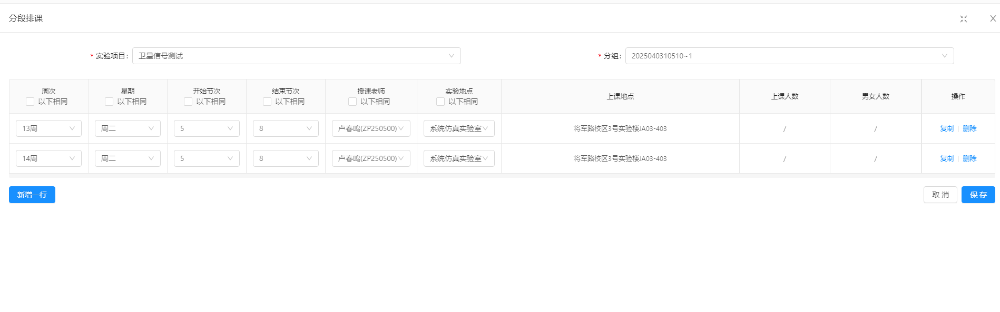 分段排课
* 实验项目： 卫星信号测试 * 分组： 2025040310510~1
周次 星期 开始节次 结束节次 授课老师 实验地点 上课地点 上课人数 男女人数 操作
以下相同 以下相同 以下相同 以下相同 以下相同 以下相同
13周 周二 5 8 卢春鸣(ZP250500) 系统仿真实验室 将军路校区3号实验楼JA03-403 / / 复制 删除
14周 周二 5 8 卢春鸣(ZP250500) 系统仿真实验室 将军路校区3号实验楼JA03-403 / / 复制 删除
新增一行 取 消 保 存